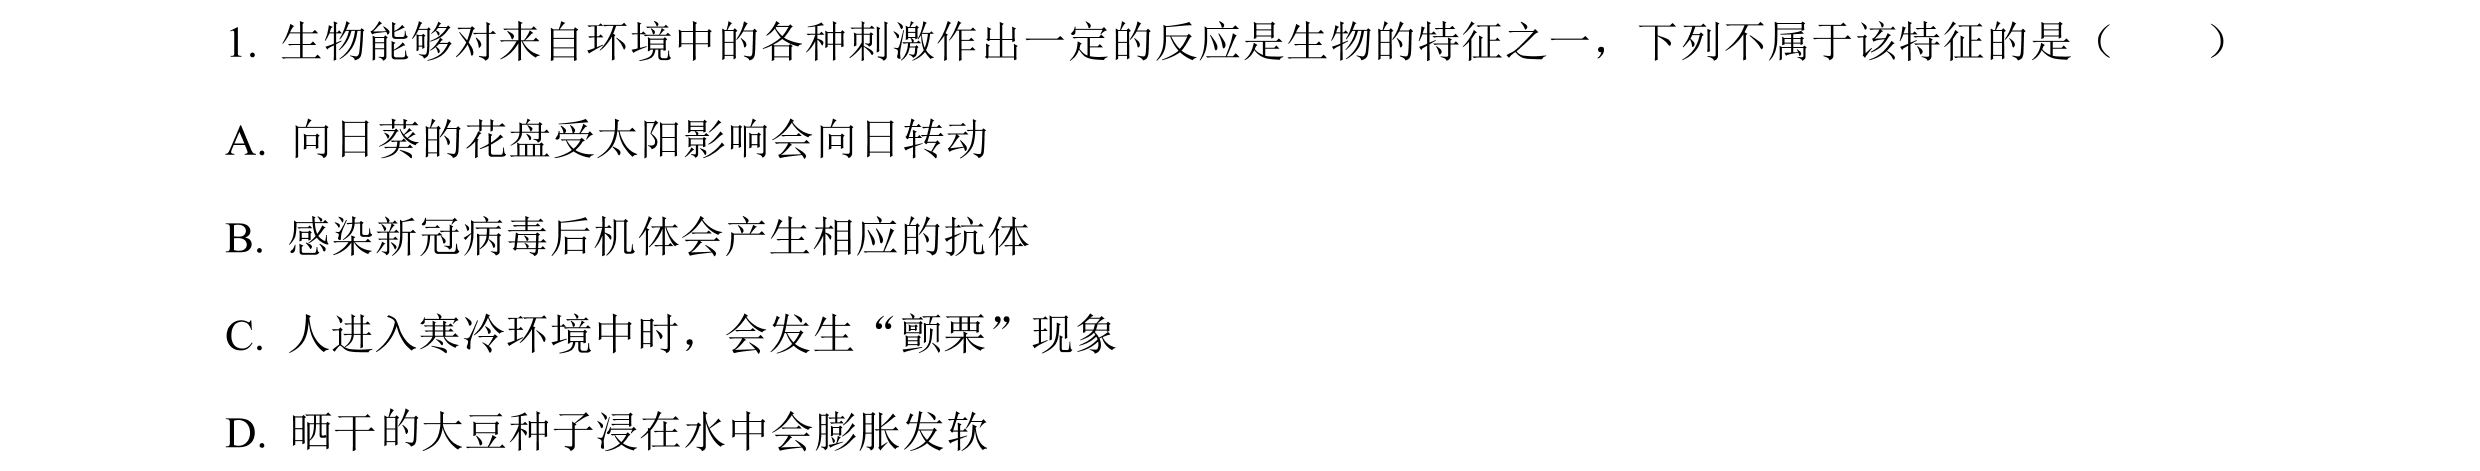 1. 生物能够对来自环境中的各种刺激作出一定的反应是生物的特征之一，下列不属于该特征的是（　　）
A. 向日葵的花盘受太阳影响会向日转动
B. 感染新冠病毒后机体会产生相应的抗体
C. 人进入寒冷环境中时，会发生“颤栗”现象
D. 晒干的大豆种子浸在水中会膨胀发软